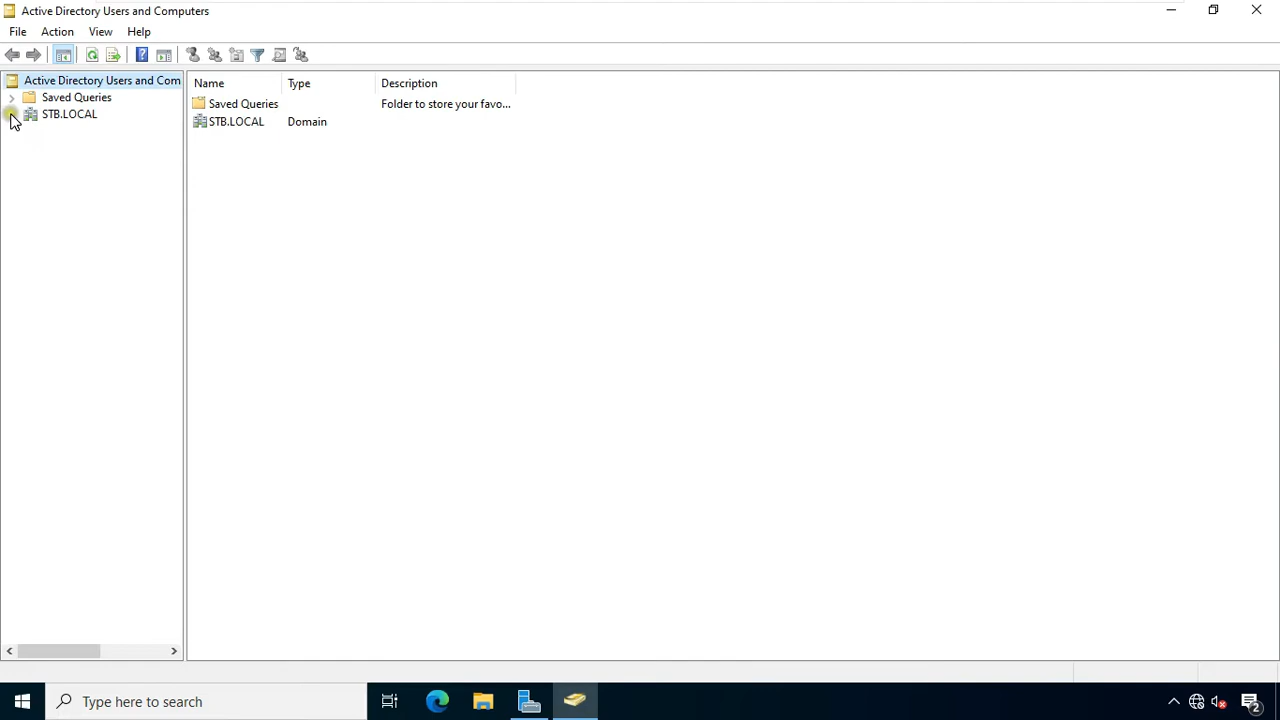 Active Directory Users and Computers
File Action View Help
Active Directory Users and Com
Saved Queries
STB.LOCAL
Name Type Description
Saved Queries Folder to store your favo...
STB.LOCAL Domain
Type here to search
2